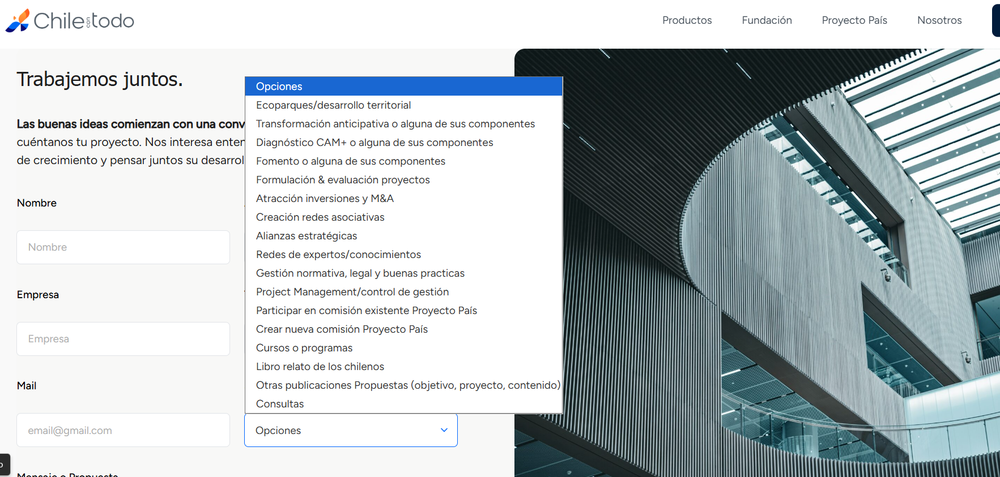 Chile con todo
Productos
Fundación
Proyecto País
Nosotros
Trabajemos juntos.
Las buenas ideas comienzan con una conv
cuéntanos tu proyecto. Nos interesa enten
de crecimiento y pensar juntos su desarrol
Opciones
Ecoparques/desarrollo territorial
Transformación anticipativa o alguna de sus componentes
Diagnóstico CAM+ o alguna de sus componentes
Fomento o alguna de sus componentes
Formulación & evaluación proyectos
Atracción inversiones y M&A
Creación redes asociativas
Alianzas estratégicas
Redes de expertos/conocimientos
Gestión normativa, legal y buenas practicas
Project Management/control de gestión
Participar en comisión existente Proyecto País
Crear nueva comisión Proyecto País
Cursos o programas
Libro relato de los chilenos
Otras publicaciones Propuestas (objetivo, proyecto, contenido)
Consultas
Nombre
Nombre
Empresa
Empresa
Mail
email@gmail.com
Opciones
Mensaje o Propuesta